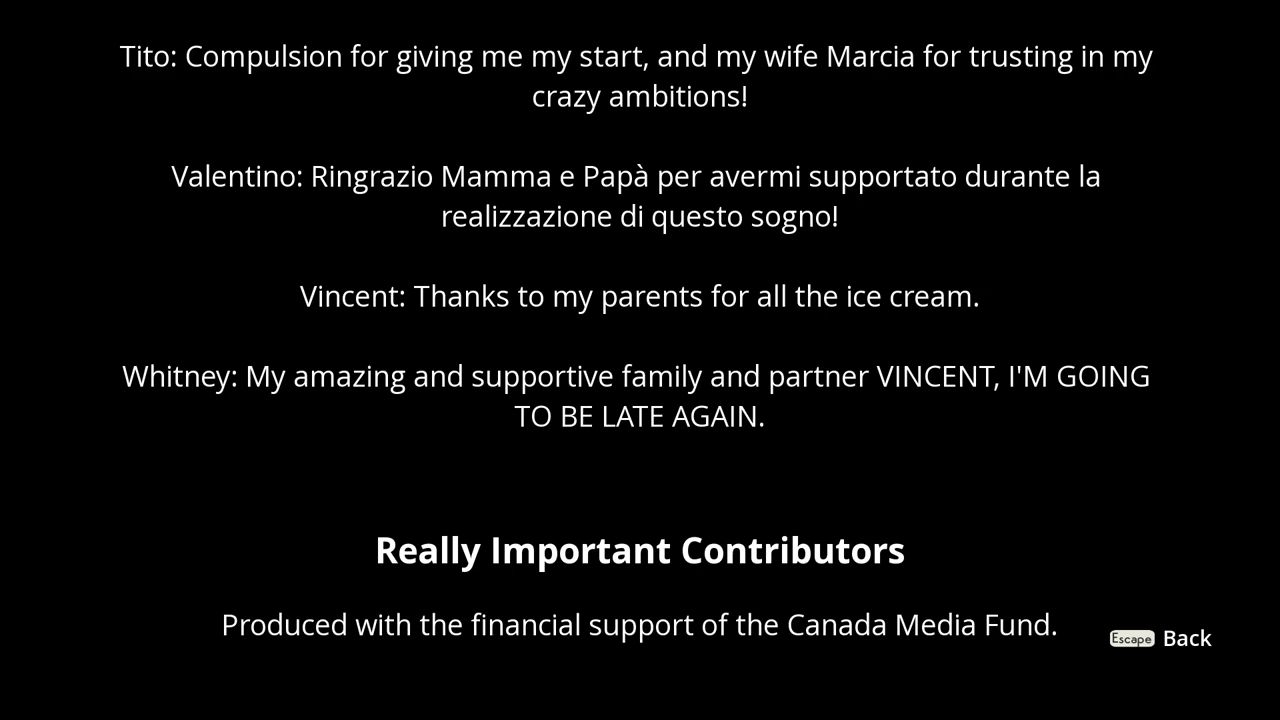 Tito: Compulsion for giving me my start, and my wife Marcia for trusting in my
crazy ambitions!
Valentino: Ringrazio Mamma e Papà per avermi supportato durante la
realizzazione di questo sogno!
Vincent: Thanks to my parents for all the ice cream.
Whitney: My amazing and supportive family and partner VINCENT, I'M GOING
TO BE LATE AGAIN.
Really Important Contributors
Produced with the financial support of the Canada Media Fund.
Escape Back